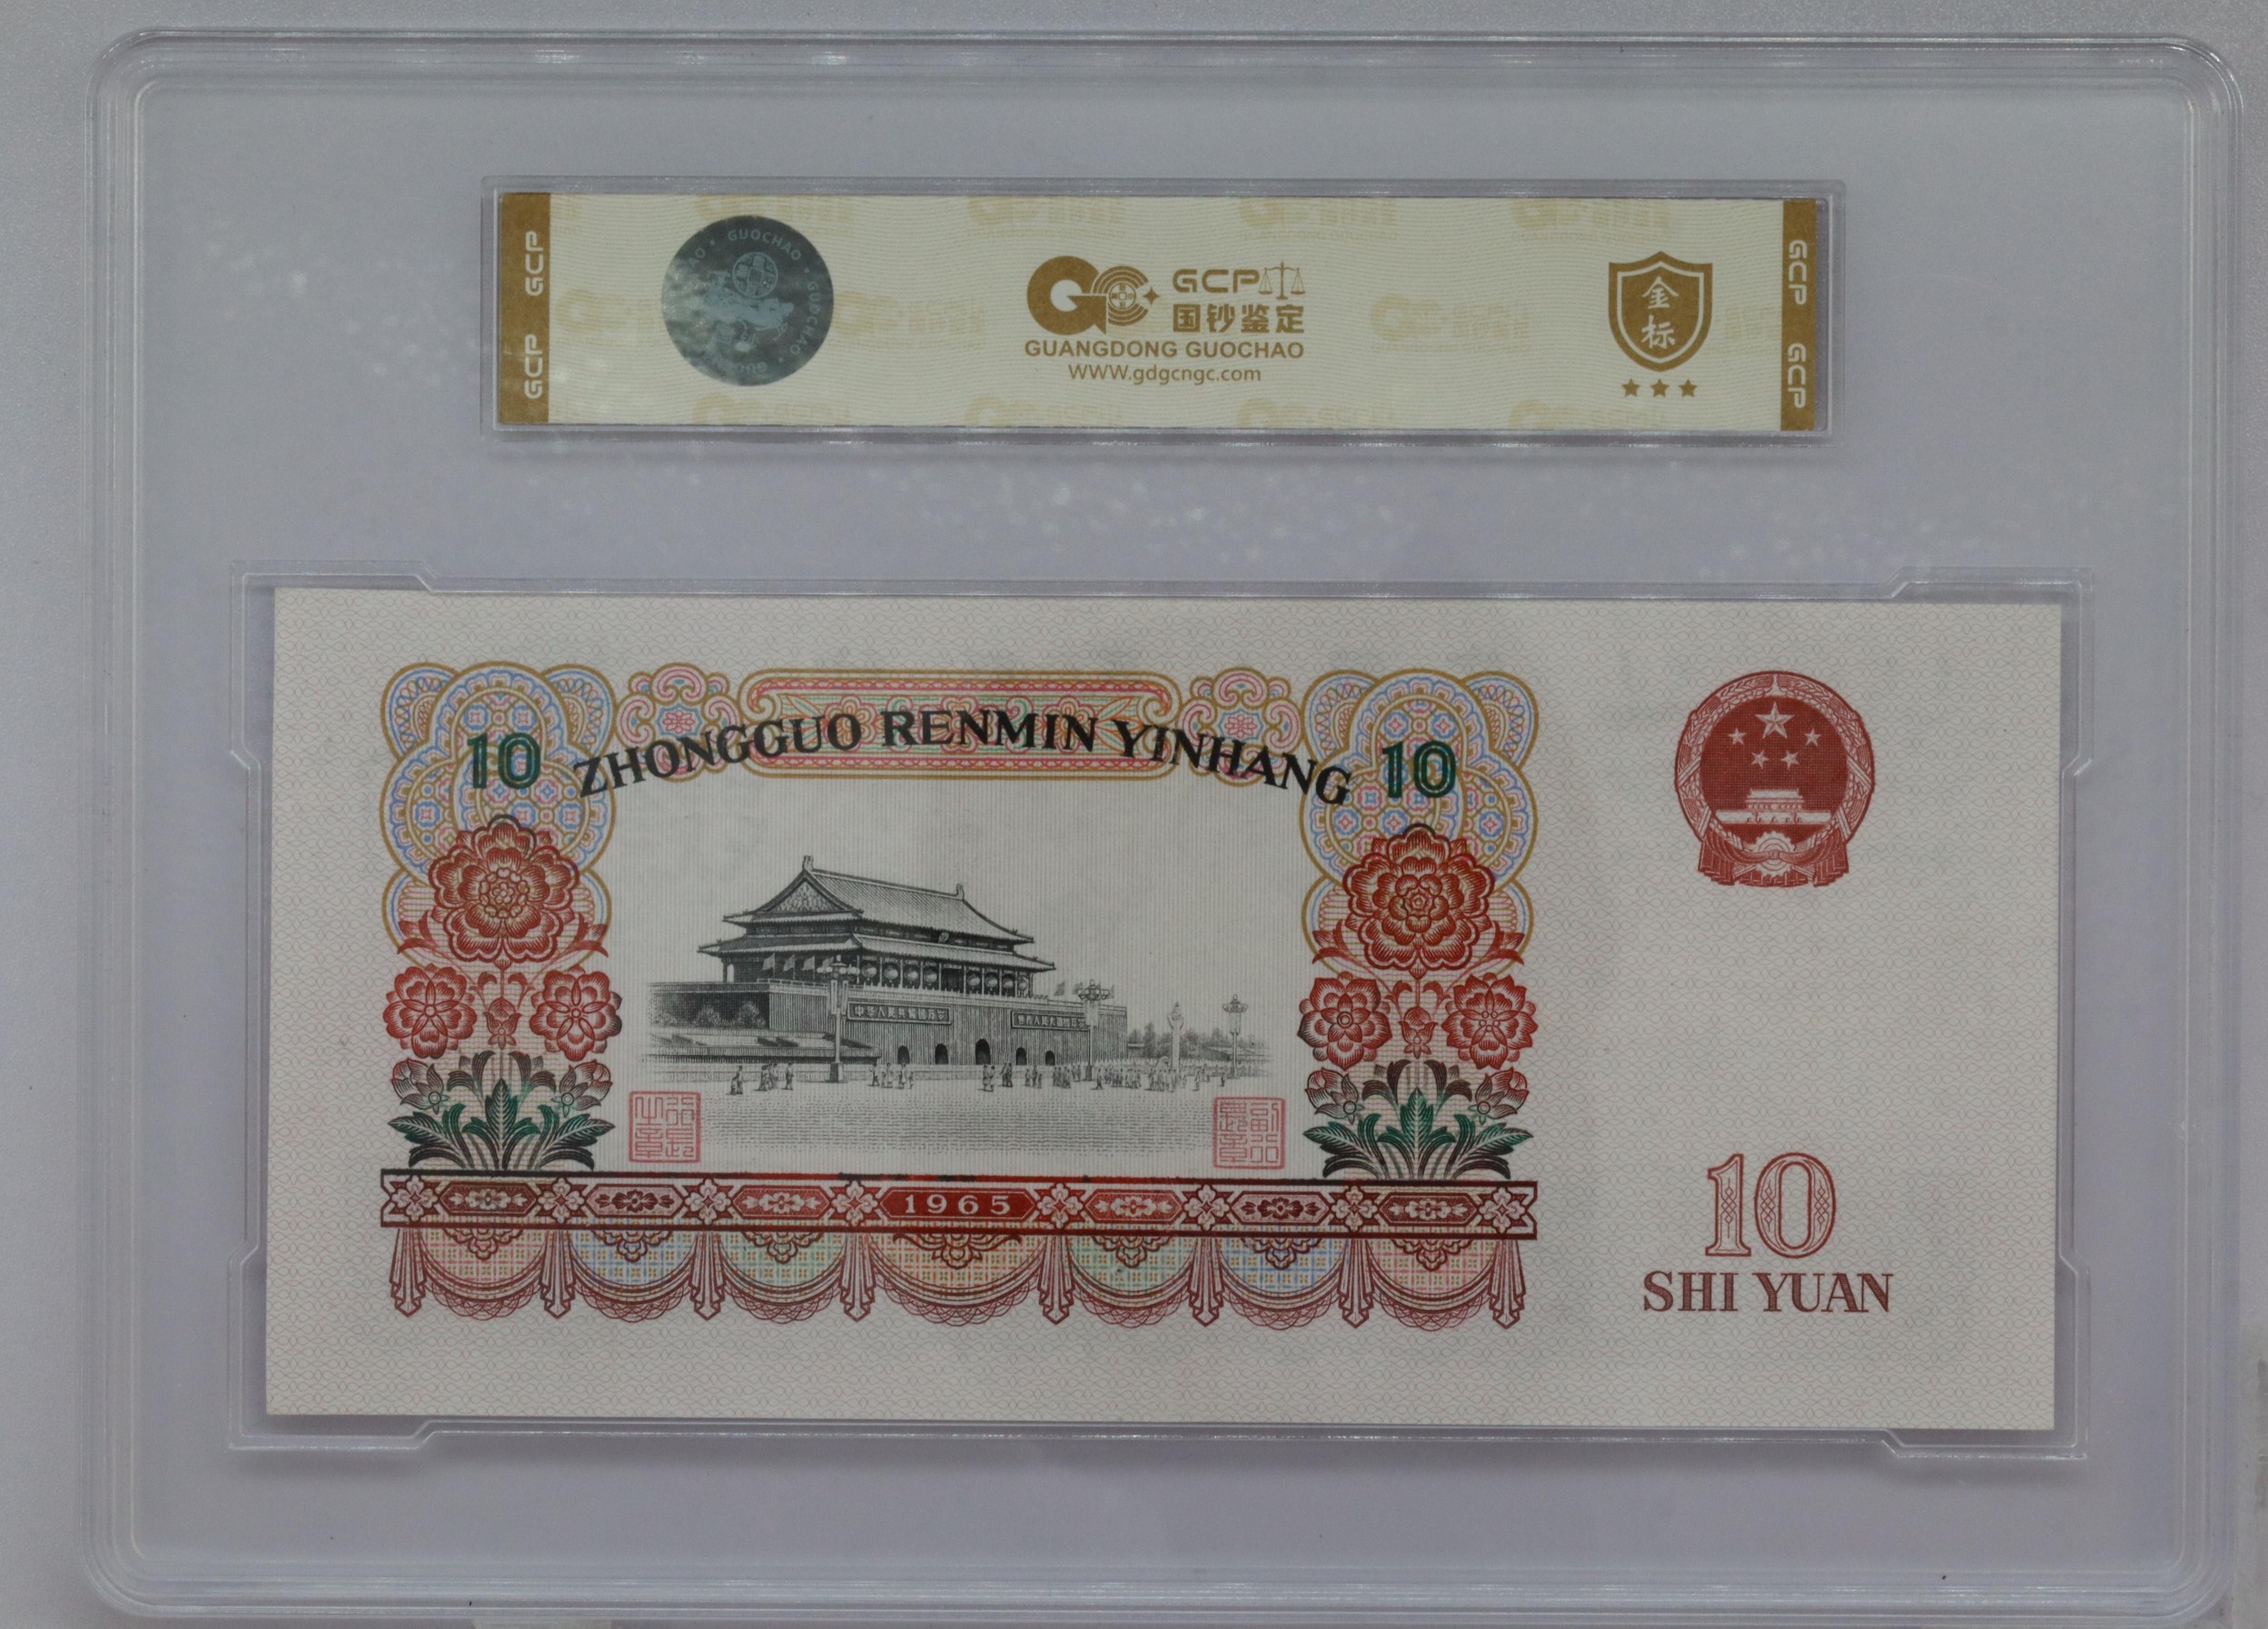 GUOCHAO
GCP
国钞鉴定
GUANGDONG GUOCHAO
WWW.gdgcngc.com
金
标
GCP GCP
GCP GCP
10 ZHONGGUO RENMIN YINHANG 10
1965
10
SHI YUAN